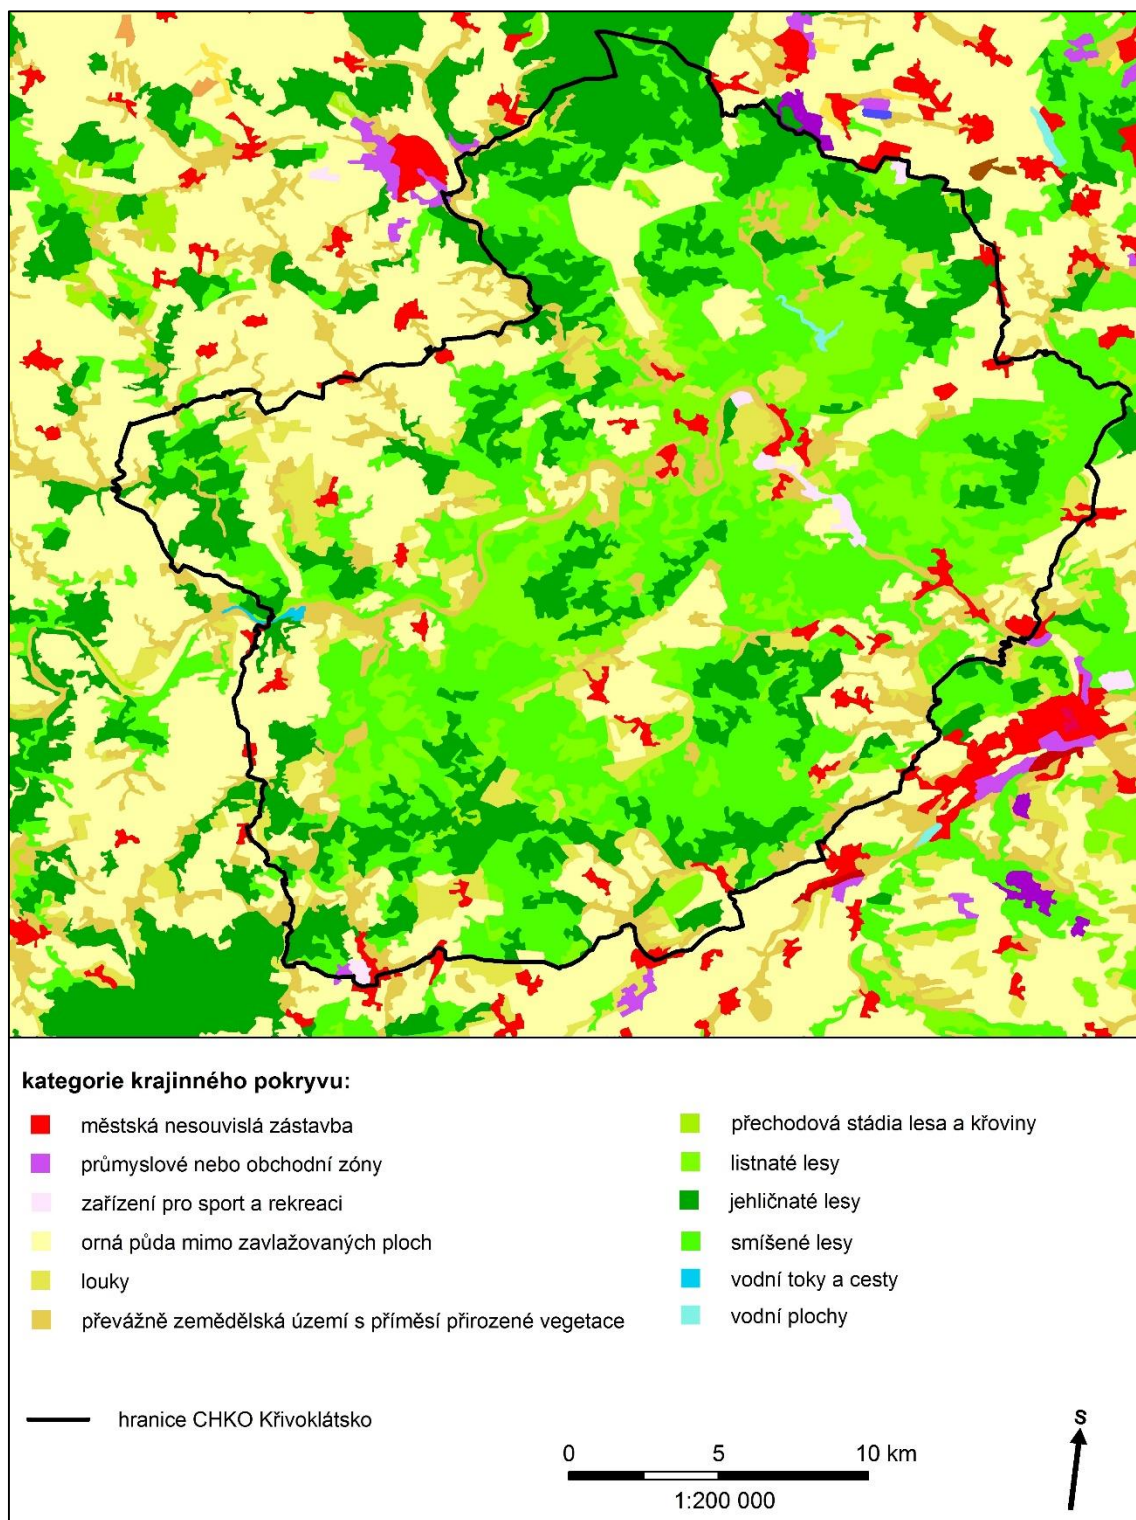 kategorie krajinného pokryvu:
městská nesouvislá zástavba
průmyslové nebo obchodní zóny
zařízení pro sport a rekreaci
orná půda mimo zavlažovaných ploch
louky
převážně zemědělská území s příměsí přirozené vegetace
přechodová stádia lesa a křoviny
listnaté lesy
jehličnaté lesy
smíšené lesy
vodní toky a cesty
vodní plochy
hranice CHKO Křivoklátsko
0 5 10 km
1:200 000
S